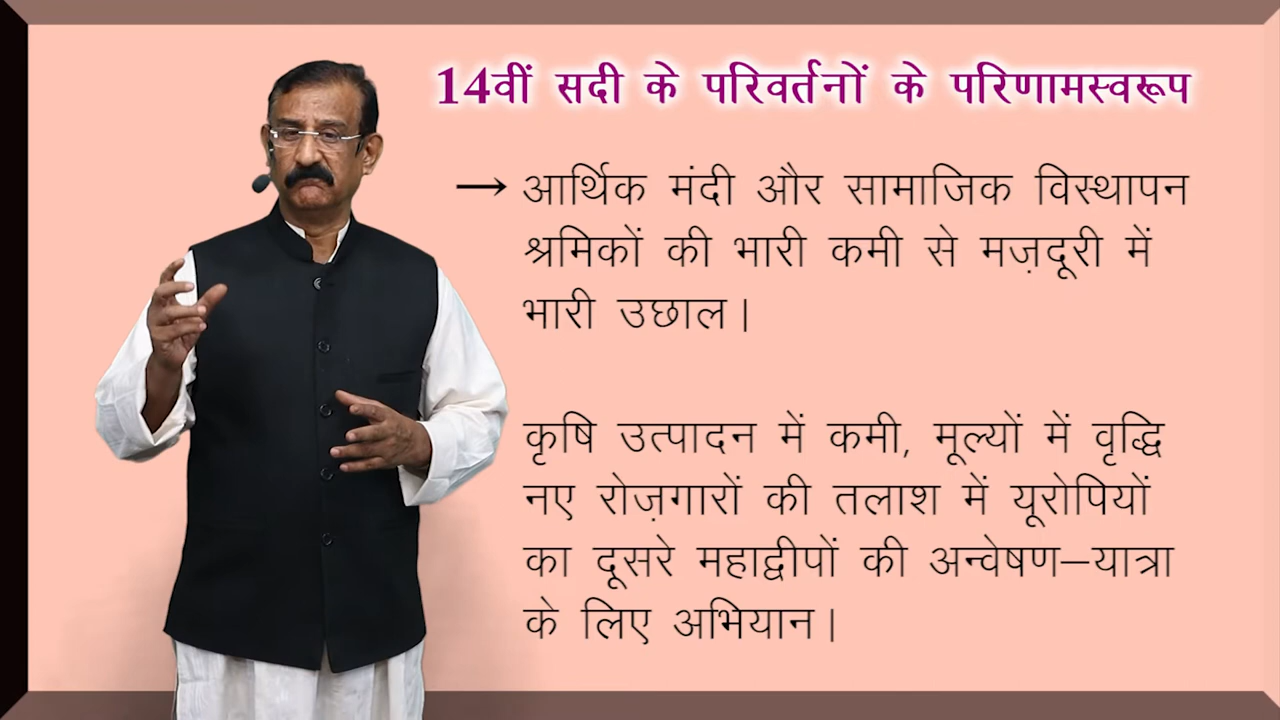 14वीं सदी के परिवर्तनों के परिणामस्वरूप
→ आर्थिक मंदी और सामाजिक विस्थापन
श्रमिकों की भारी कमी से मज़दूरी में
भारी उछाल।
कृषि उत्पादन में कमी, मूल्यों में वृद्धि
नए रोज़गारों की तलाश में यूरोपियों
का दूसरे महाद्वीपों की अन्वेषण–यात्रा
के लिए अभियान।